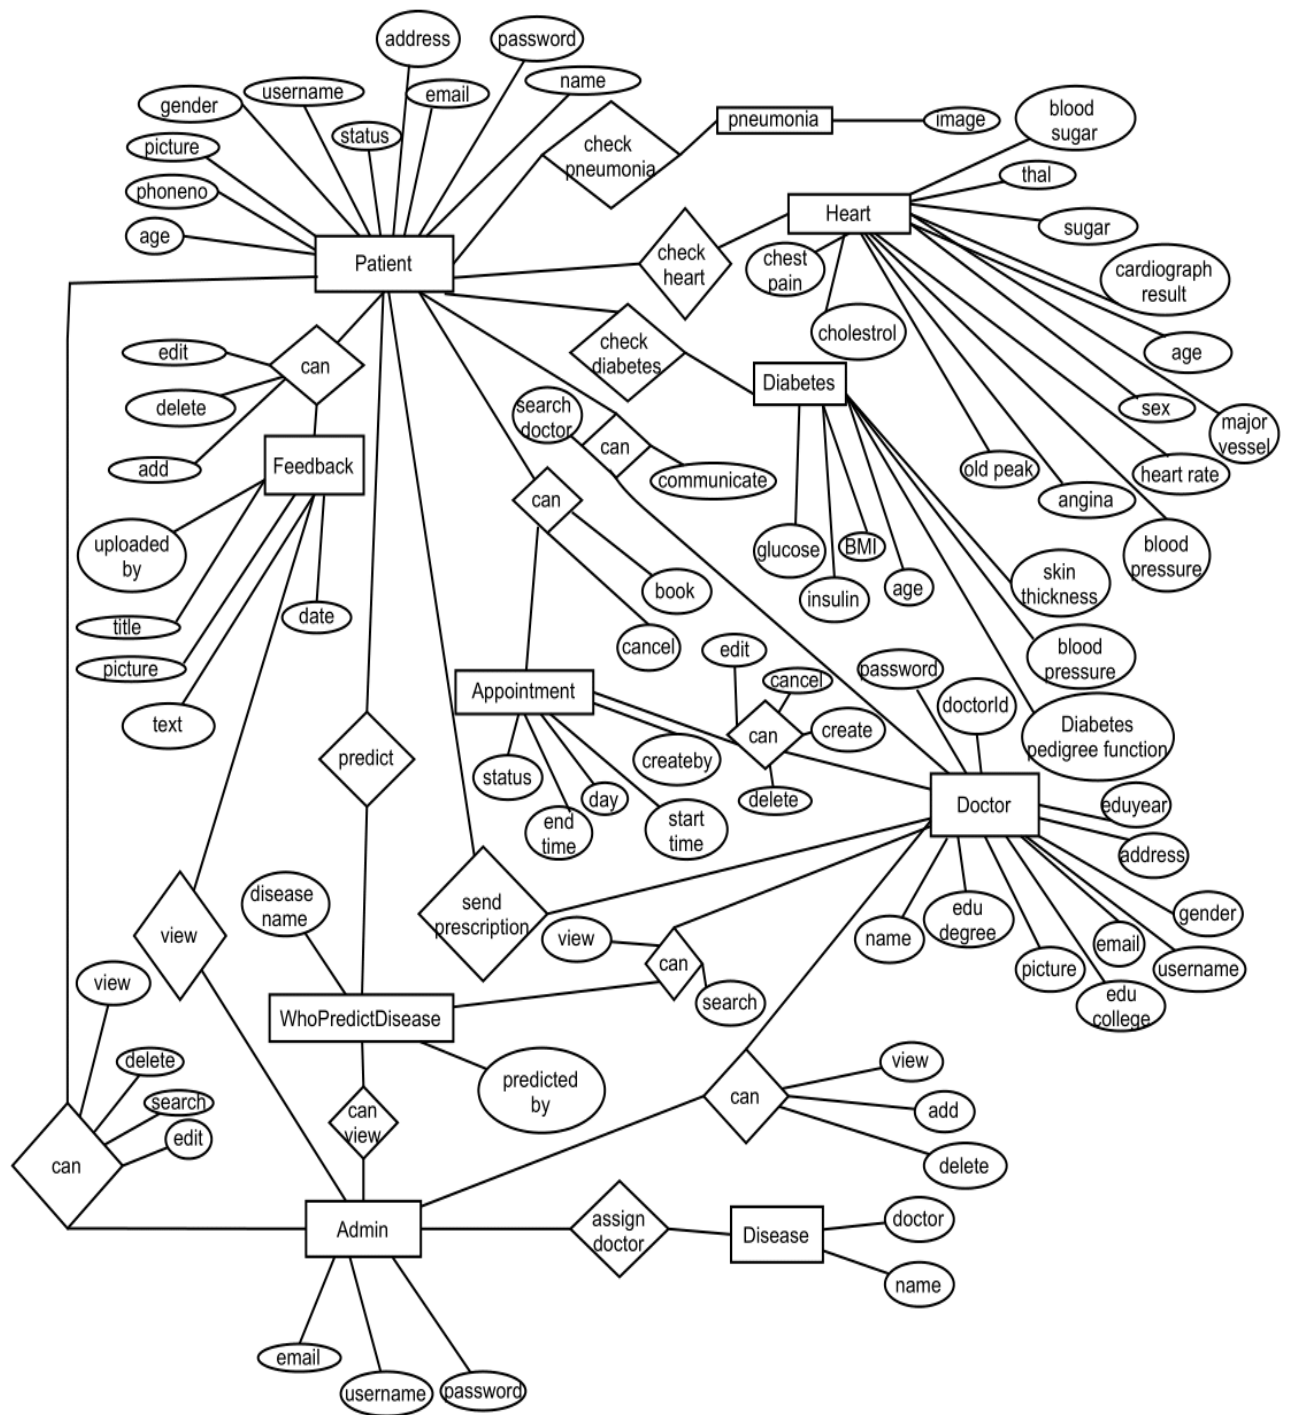 address
password
name
username
email
gender
status
picture
phoneno
age
Patient
check
pneumonia
pneumonia
image
blood
sugar
thal
Heart
sugar
check
heart
chest
pain
cardiograph
result
cholestrol
age
check
diabetes
Diabetes
sex
major
vessel
old peak
heart rate
angina
blood
pressure
edit
can
delete
add
Feedback
search
doctor
can
communicate
can
uploaded
by
title
picture
text
date
book
cancel
glucose
BMI
insulin
age
skin
thickness
blood
pressure
Diabetes
pedigree function
edit
cancel
can
create
delete
Appointment
createby
status
day
end
time
start
time
password
doctorId
Doctor
eduyear
address
gender
name
edu
degree
email
picture
username
edu
college
predict
send
prescription
view
can
search
disease
name
view
view
WhoPredictDisease
predicted
by
delete
search
edit
can
can
view
can
view
add
delete
Admin
assign
doctor
Disease
doctor
name
email
username
password